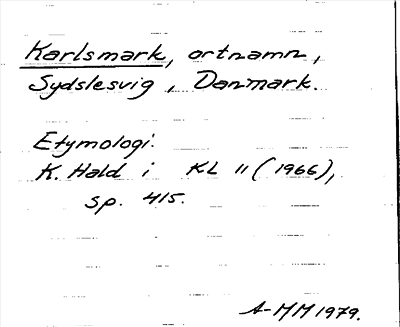 Karlsmark, ortnamn,
Sydslesvig, Danmark.
Etymologi.
K. Hald i KL 11 (1966),
sp. 415.
A-MM 1979.